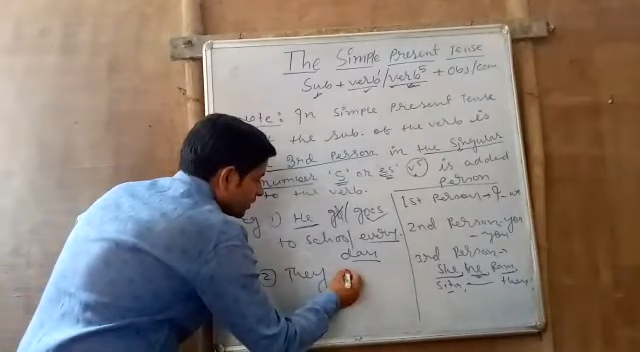 The Simple Present Tense
Sub + verb/verb⁵ + Obj/com
Note: In Simple Present Tense
the sub. of the verb is
3rd Person in the Singular
number 's' or es' (v⁵) is added
to the verb.
eg 1) He go/goes
to school/every
day
② They
Person
1st Person → I - we
2nd Person - you
- you
3rd Person →
She, he, Ram,
Sita, — they